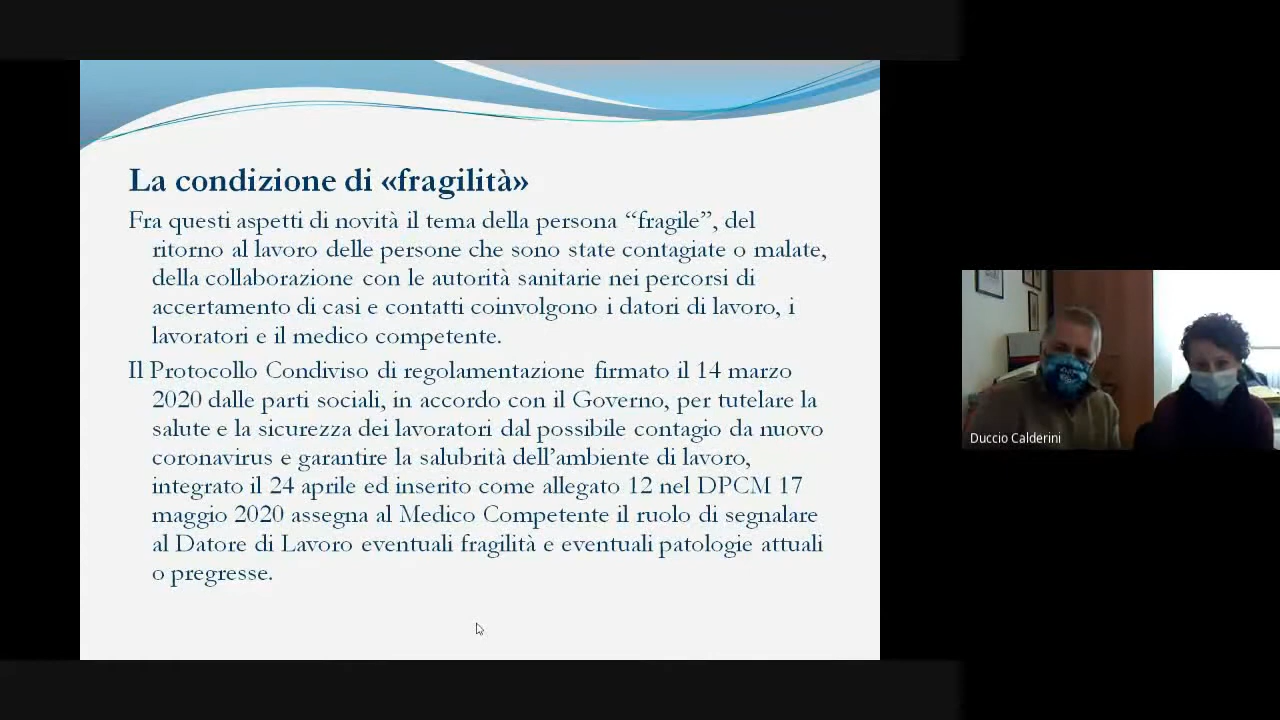 La condizione di «fragilità»
Fra questi aspetti di novità il tema della persona “fragile”, del
ritorno al lavoro delle persone che sono state contagiate o malate,
della collaborazione con le autorità sanitarie nei percorsi di
accertamento di casi e contatti coinvolgono i datori di lavoro, i
lavoratori e il medico competente.
Il Protocollo Condiviso di regolamentazione firmato il 14 marzo
2020 dalle parti sociali, in accordo con il Governo, per tutelare la
salute e la sicurezza dei lavoratori dal possibile contagio da nuovo
coronavirus e garantire la salubrità dell’ambiente di lavoro,
integrato il 24 aprile ed inserito come allegato 12 nel DPCM 17
maggio 2020 assegna al Medico Competente il ruolo di segnalare
al Datore di Lavoro eventuali fragilità e eventuali patologie attuali
o pregresse.
Duccio Calderini